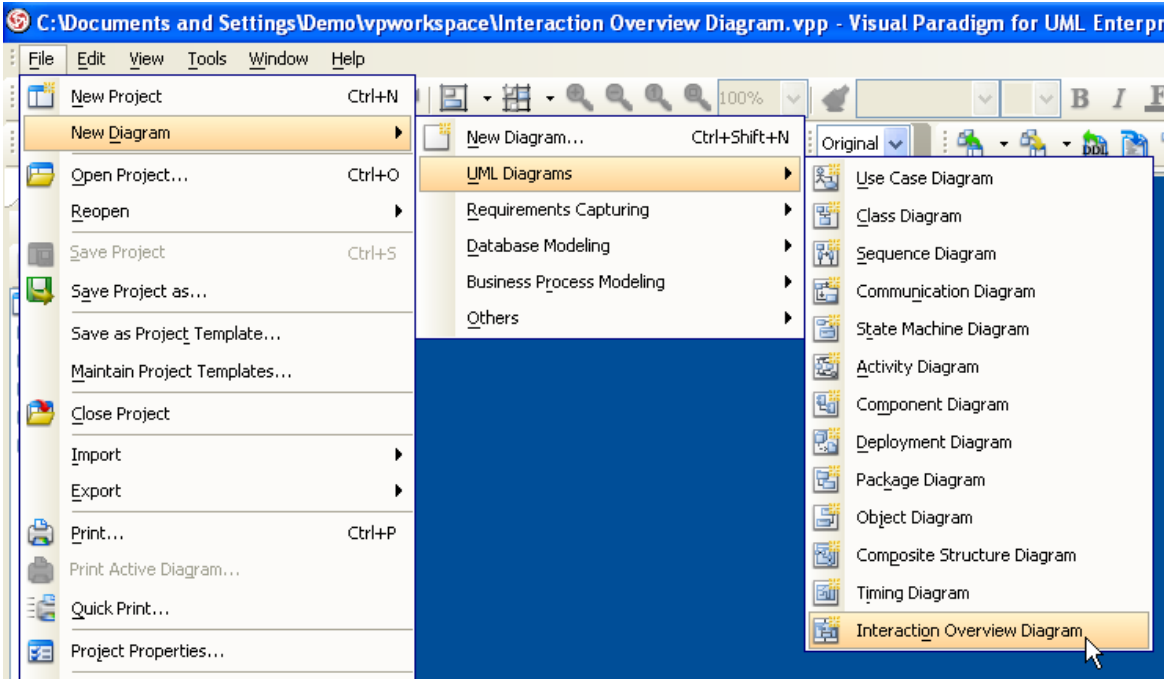 C:\Documents and Settings\Demo\vpworkspace\Interaction Overview Diagram.vpp - Visual Paradigm for UML Enterpr
File Edit View Tools Window Help
New Project Ctrl+N
New Diagram
Open Project... Ctrl+O
Reopen
Save Project Ctrl+S
Save Project as...
Save as Project Template...
Maintain Project Templates...
Close Project
Import
Export
Print... Ctrl+P
Print Active Diagram...
Quick Print...
Project Properties...
100% B I F
New Diagram... Ctrl+Shift+N
UML Diagrams
Requirements Capturing
Database Modeling
Business Process Modeling
Others
Original DDL
Use Case Diagram
Class Diagram
Sequence Diagram
Communication Diagram
State Machine Diagram
Activity Diagram
Component Diagram
Deployment Diagram
Package Diagram
Object Diagram
Composite Structure Diagram
Timing Diagram
Interaction Overview Diagram